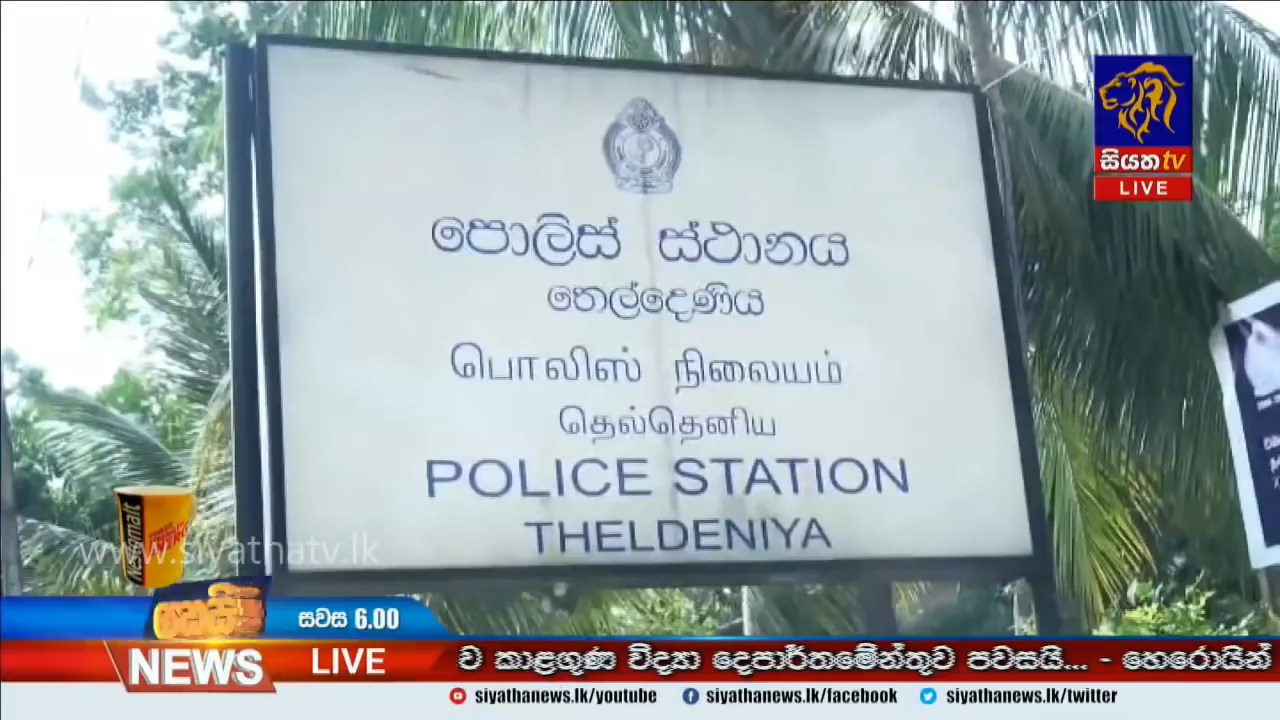 සියත tv
LIVE
පොලිස් ස්ථානය
තෙල්දෙණිය
பொலிஸ் நிலையம்
தெல்தெனிய
POLICE STATION
THELDENIYA
Nestomalt
www.siyathatv.lk
සවස 6.00
NEWS
LIVE
ව කාළගුණ විද්‍යා දෙපාර්තමේන්තුව පවසයි... - හෙරොයින්
siyathanews.lk/youtube
siyathanews.lk/facebook
siyathanews.lk/twitter